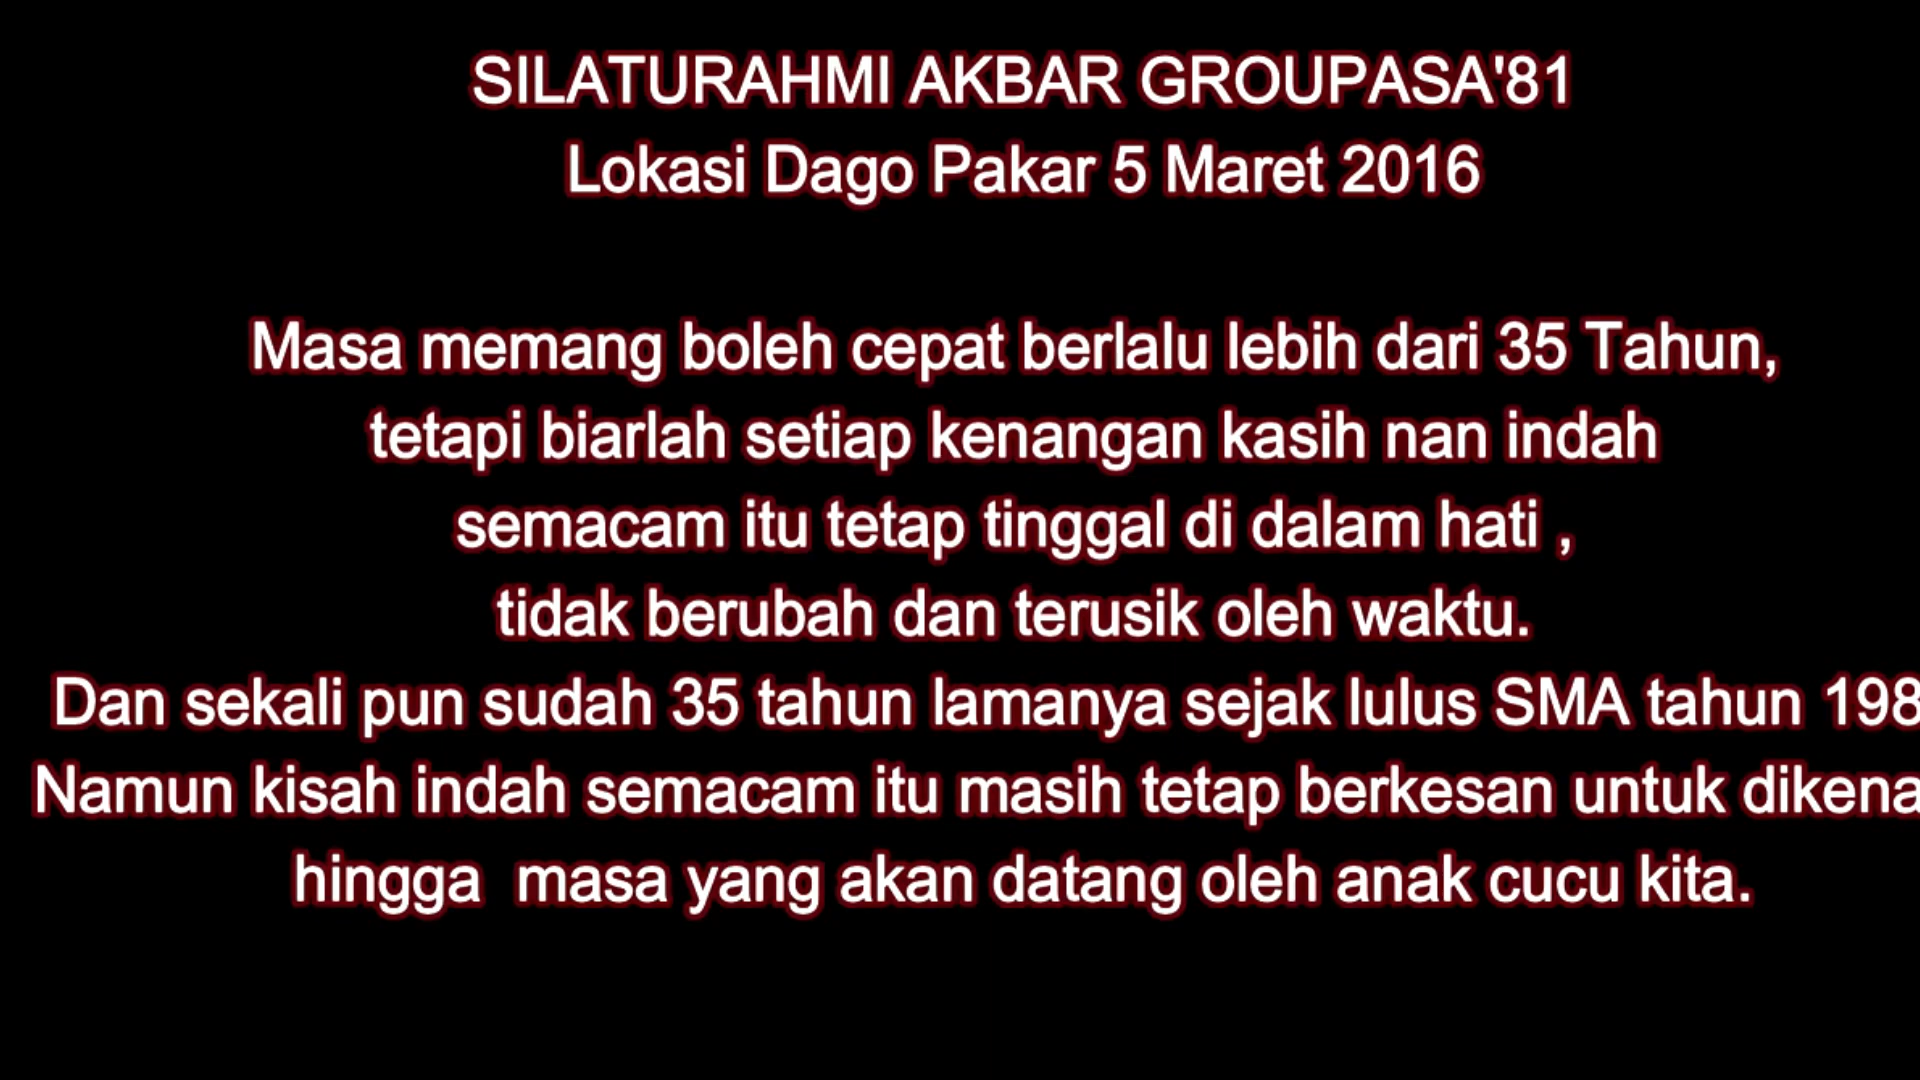 SILATURAHMI AKBAR GROUPASA'81
Lokasi Dago Pakar 5 Maret 2016
Masa memang boleh cepat berlalu lebih dari 35 Tahun,
tetapi biarlah setiap kenangan kasih nan indah
semacam itu tetap tinggal di dalam hati ,
tidak berubah dan terusik oleh waktu.
Dan sekali pun sudah 35 tahun lamanya sejak lulus SMA tahun 198
Namun kisah indah semacam itu masih tetap berkesan untuk dikena
hingga  masa yang akan datang oleh anak cucu kita.